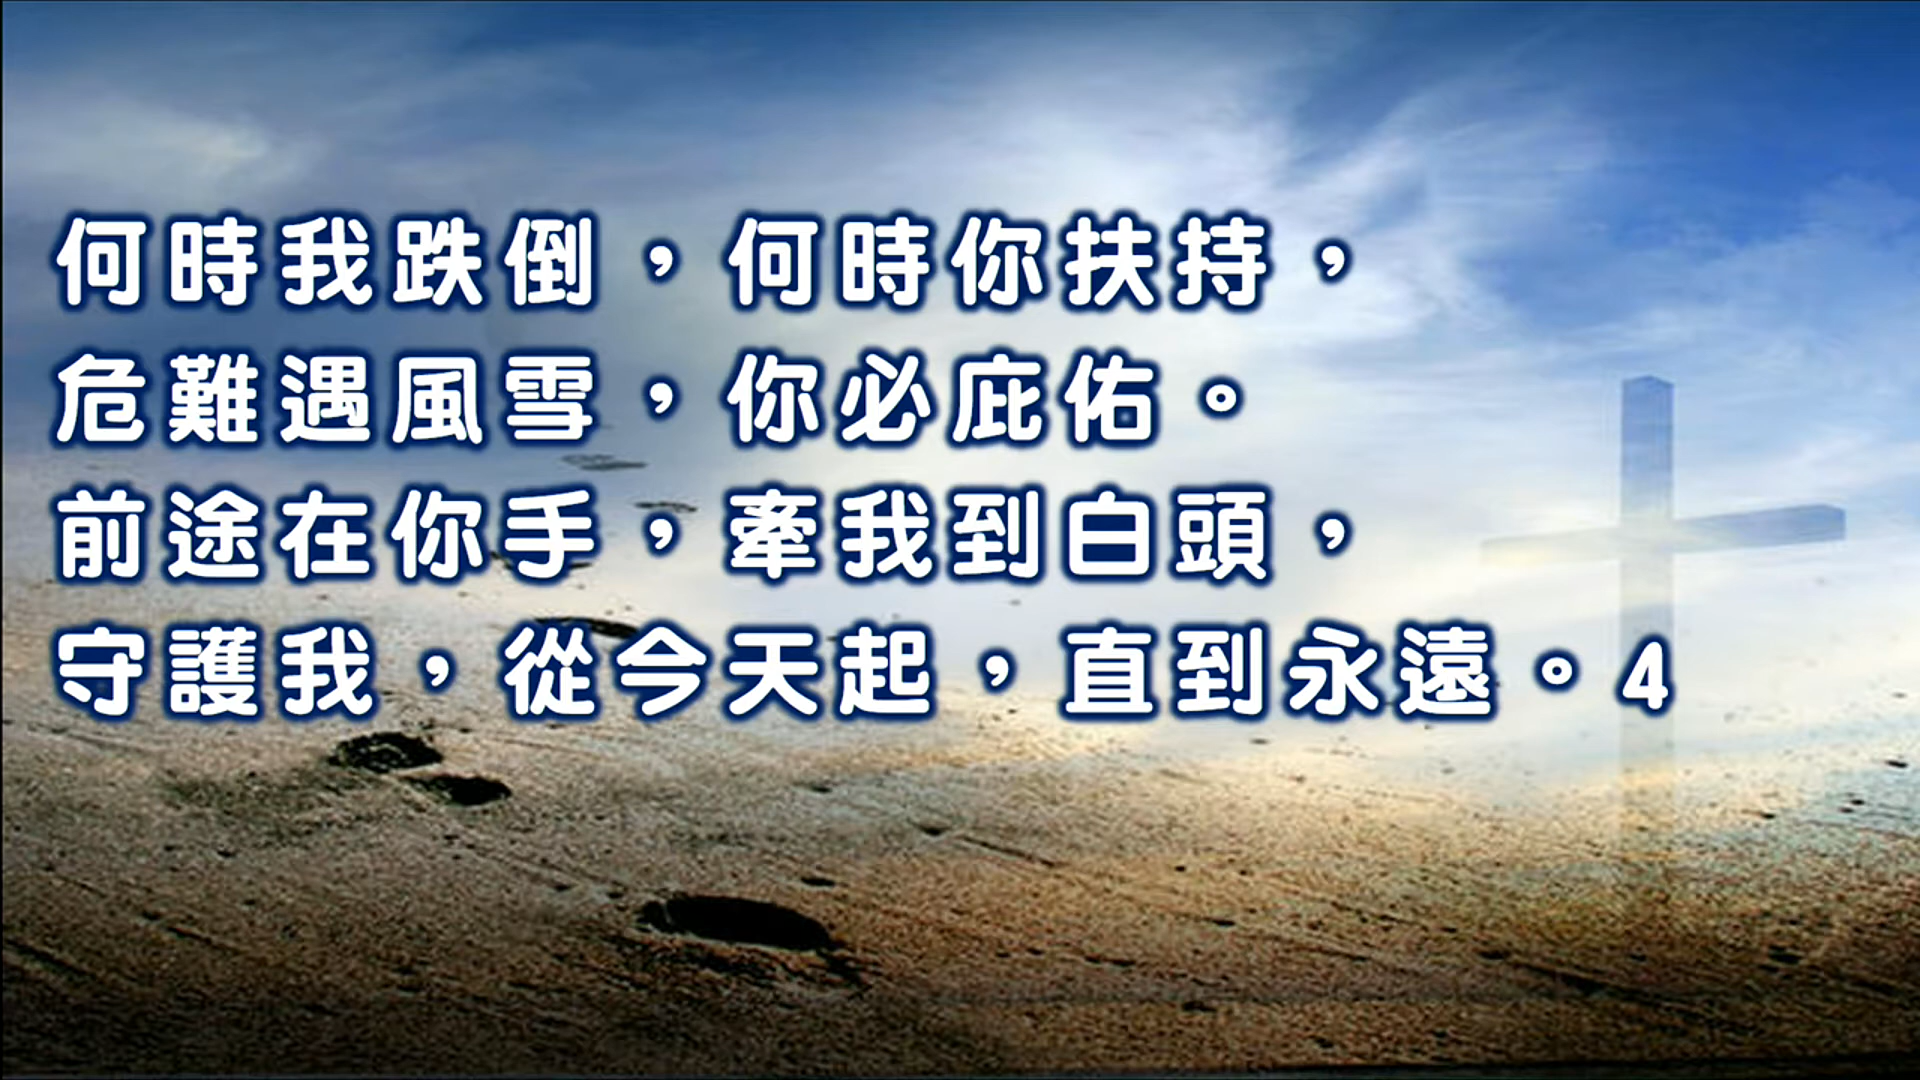 何時我跌倒，何時你扶持，
危難遇風雪，你必庇佑。
前途在你手，牽我到白頭，
守護我，從今天起，直到永遠。4